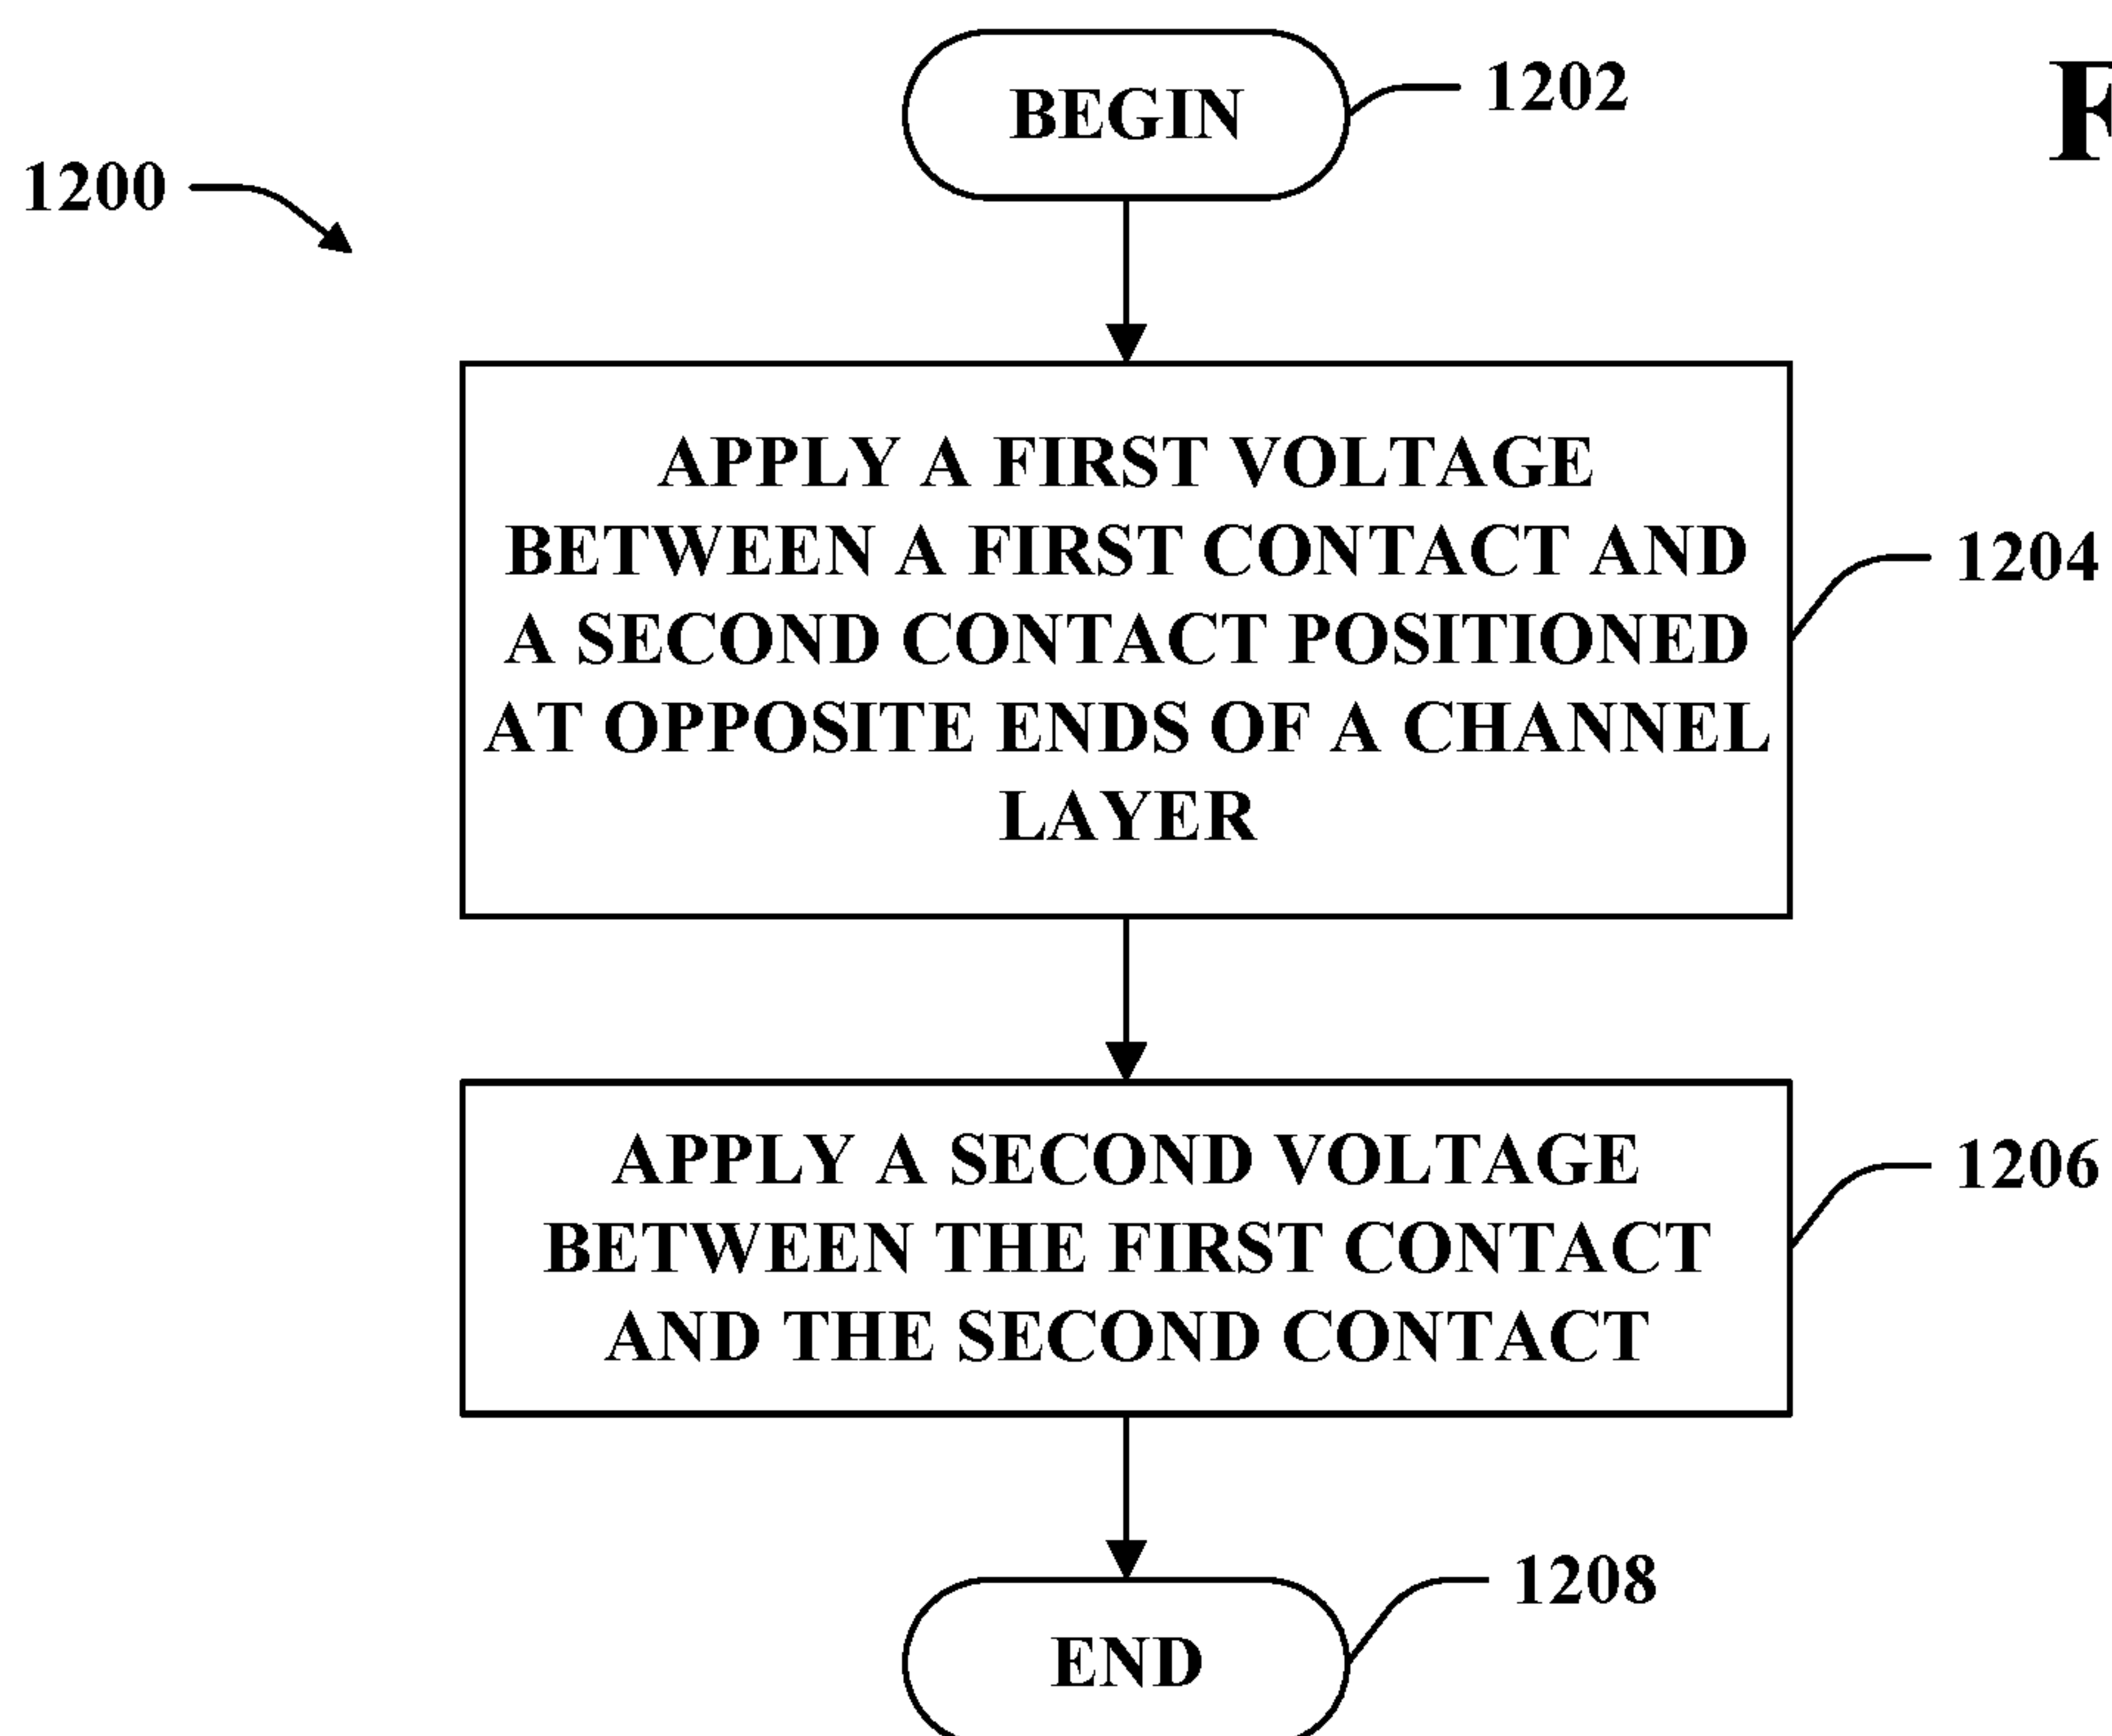 BEGIN
1202
1200
APPLY A FIRST VOLTAGE
BETWEEN A FIRST CONTACT AND
A SECOND CONTACT POSITIONED
AT OPPOSITE ENDS OF A CHANNEL
LAYER
1204
APPLY A SECOND VOLTAGE
BETWEEN THE FIRST CONTACT
AND THE SECOND CONTACT
1206
END
1208